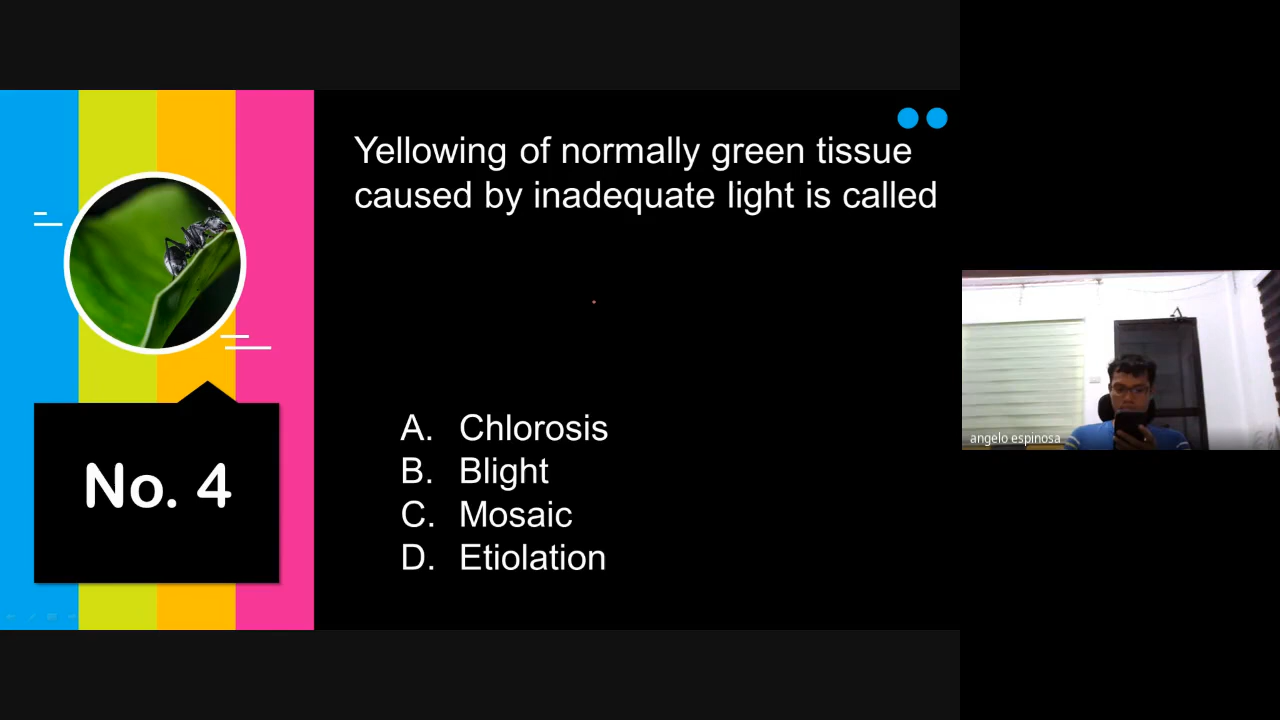 Yellowing of normally green tissue
caused by inadequate light is called
A. Chlorosis
B. Blight
C. Mosaic
D. Etiolation
No. 4
angelo espinosa